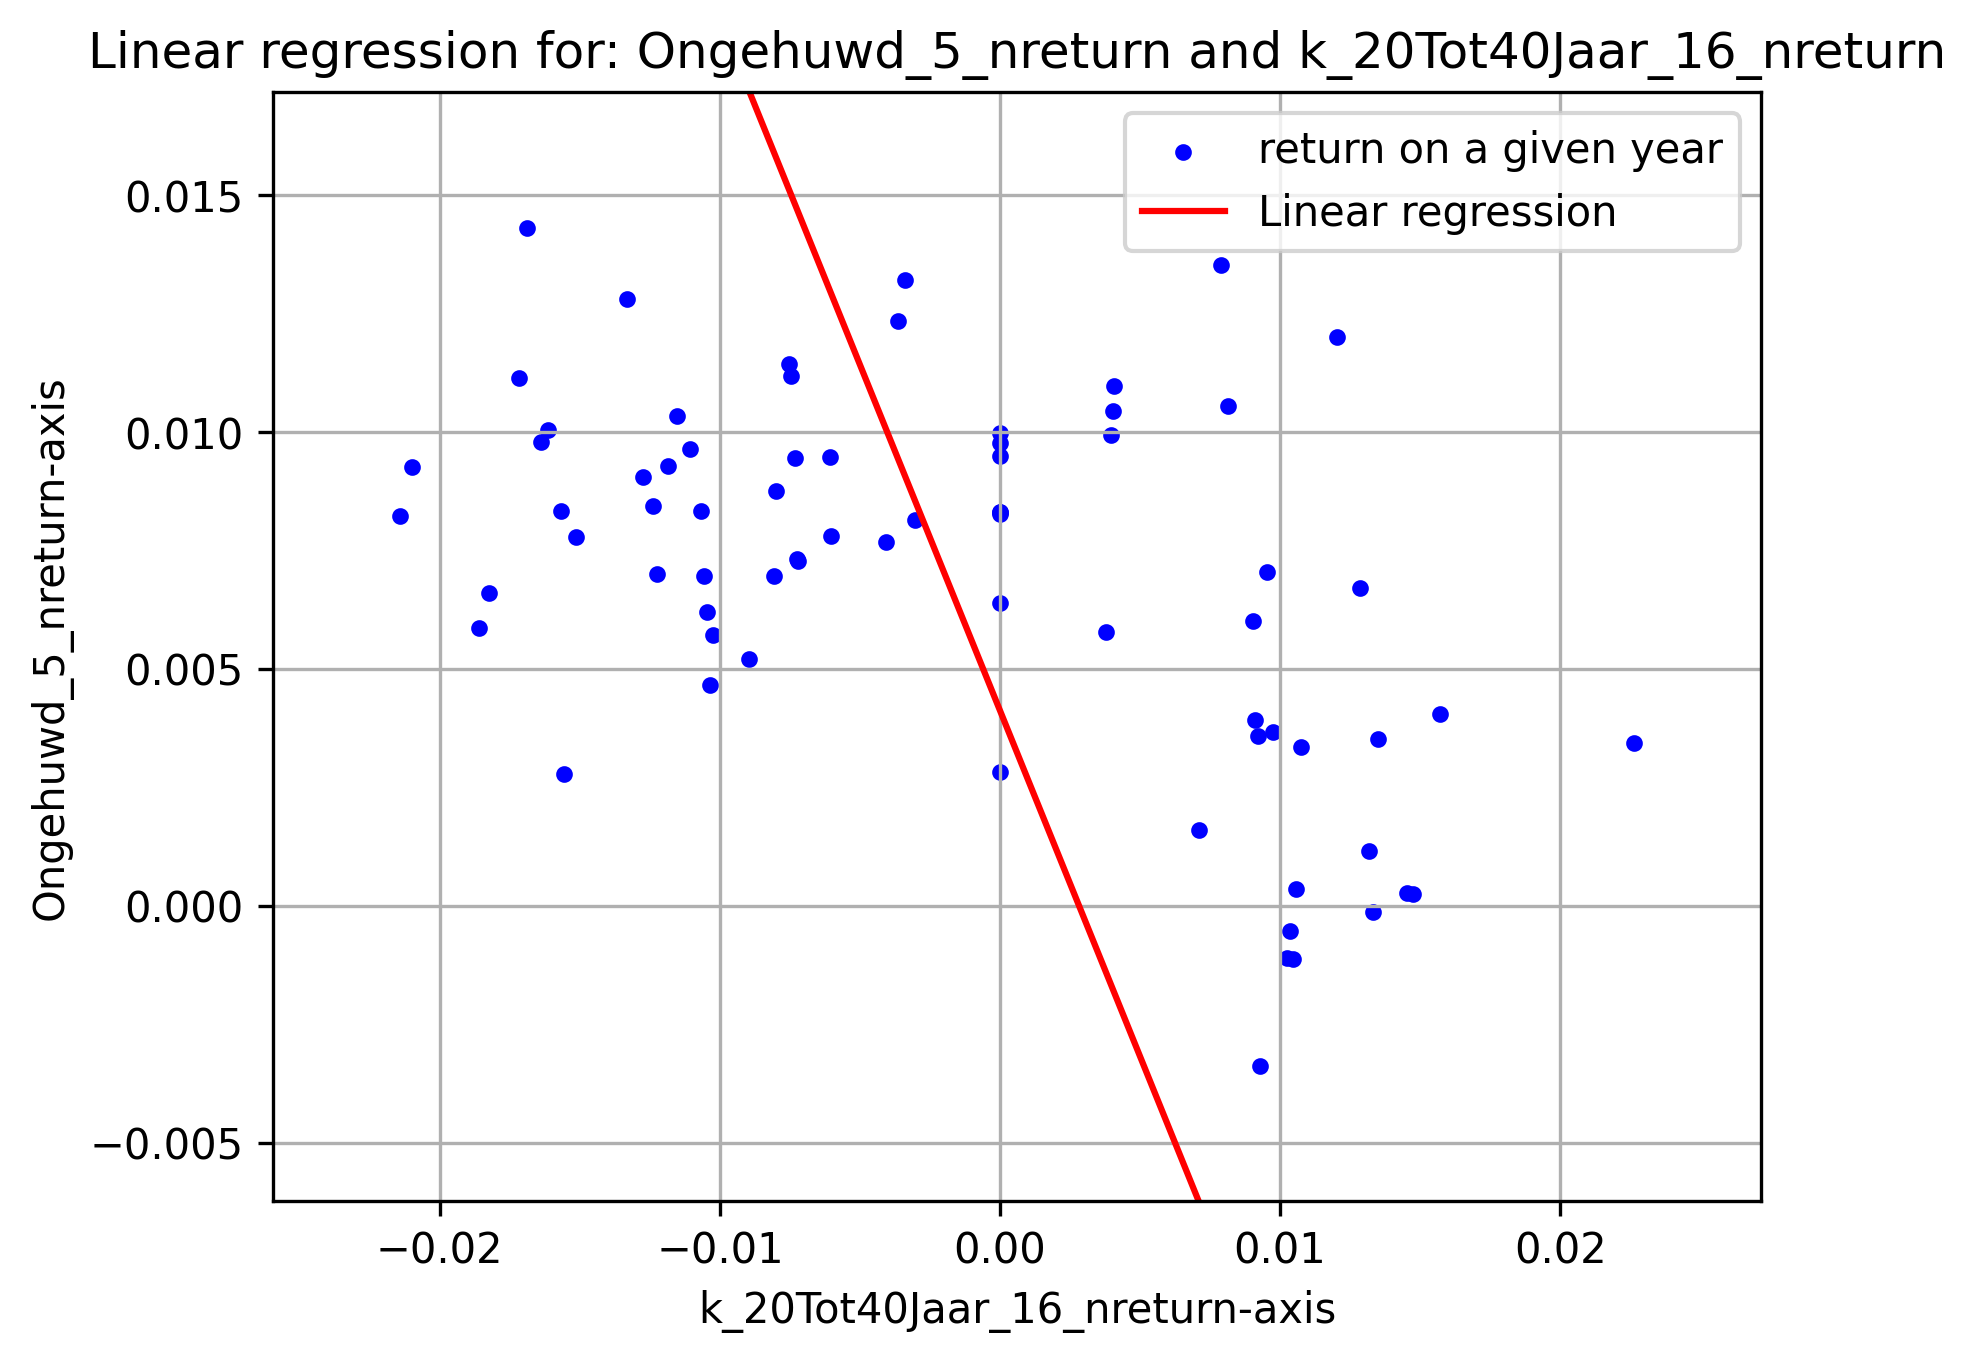 Linear regression for: Ongehuwd_5_nreturn and k_20Tot40Jaar_16_nreturn
return on a given year
Linear regression
Ongehuwd_5_nreturn-axis
0.015
0.010
0.005
0.000
−0.005
−0.02
−0.01
0.00
0.01
0.02
k_20Tot40Jaar_16_nreturn-axis